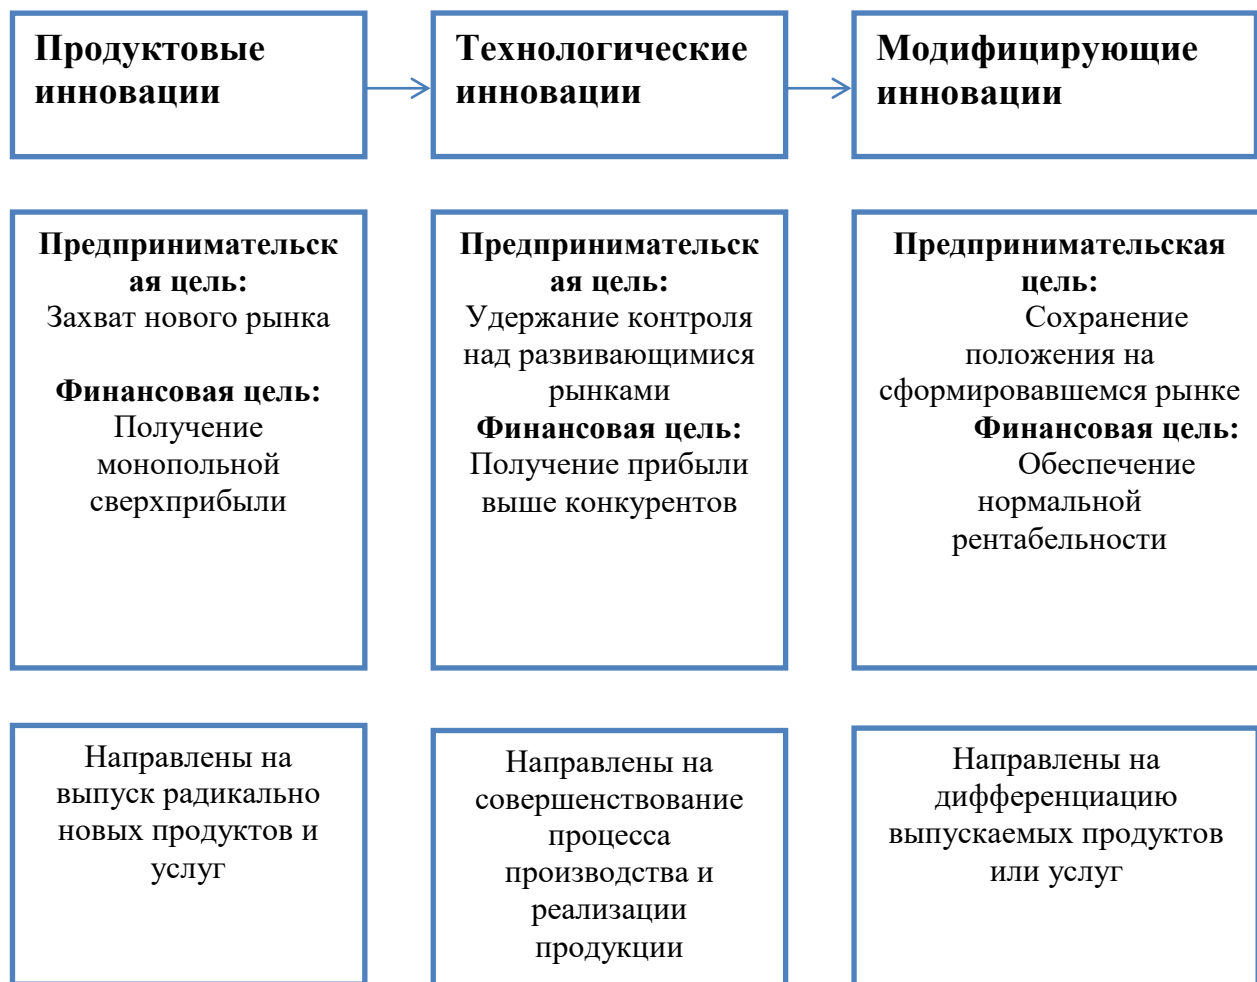 Продуктовые
инновации
Технологические
инновации
Модифицирующие
инновации
Предпринимательск
ая цель:
Захват нового рынка
Финансовая цель:
Получение
монопольной
сверхприбыли
Предпринимательск
ая цель:
Удержание контроля
над развивающимися
рынками
Финансовая цель:
Получение прибыли
выше конкурентов
Предпринимательская
цель:
Сохранение
положения на
сформировавшемся рынке
Финансовая цель:
Обеспечение
нормальной
рентабельности
Направлены на
выпуск радикально
новых продуктов и
услуг
Направлены на
совершенствование
процесса
производства и
реализации
продукции
Направлены на
дифференциацию
выпускаемых продуктов
или услуг